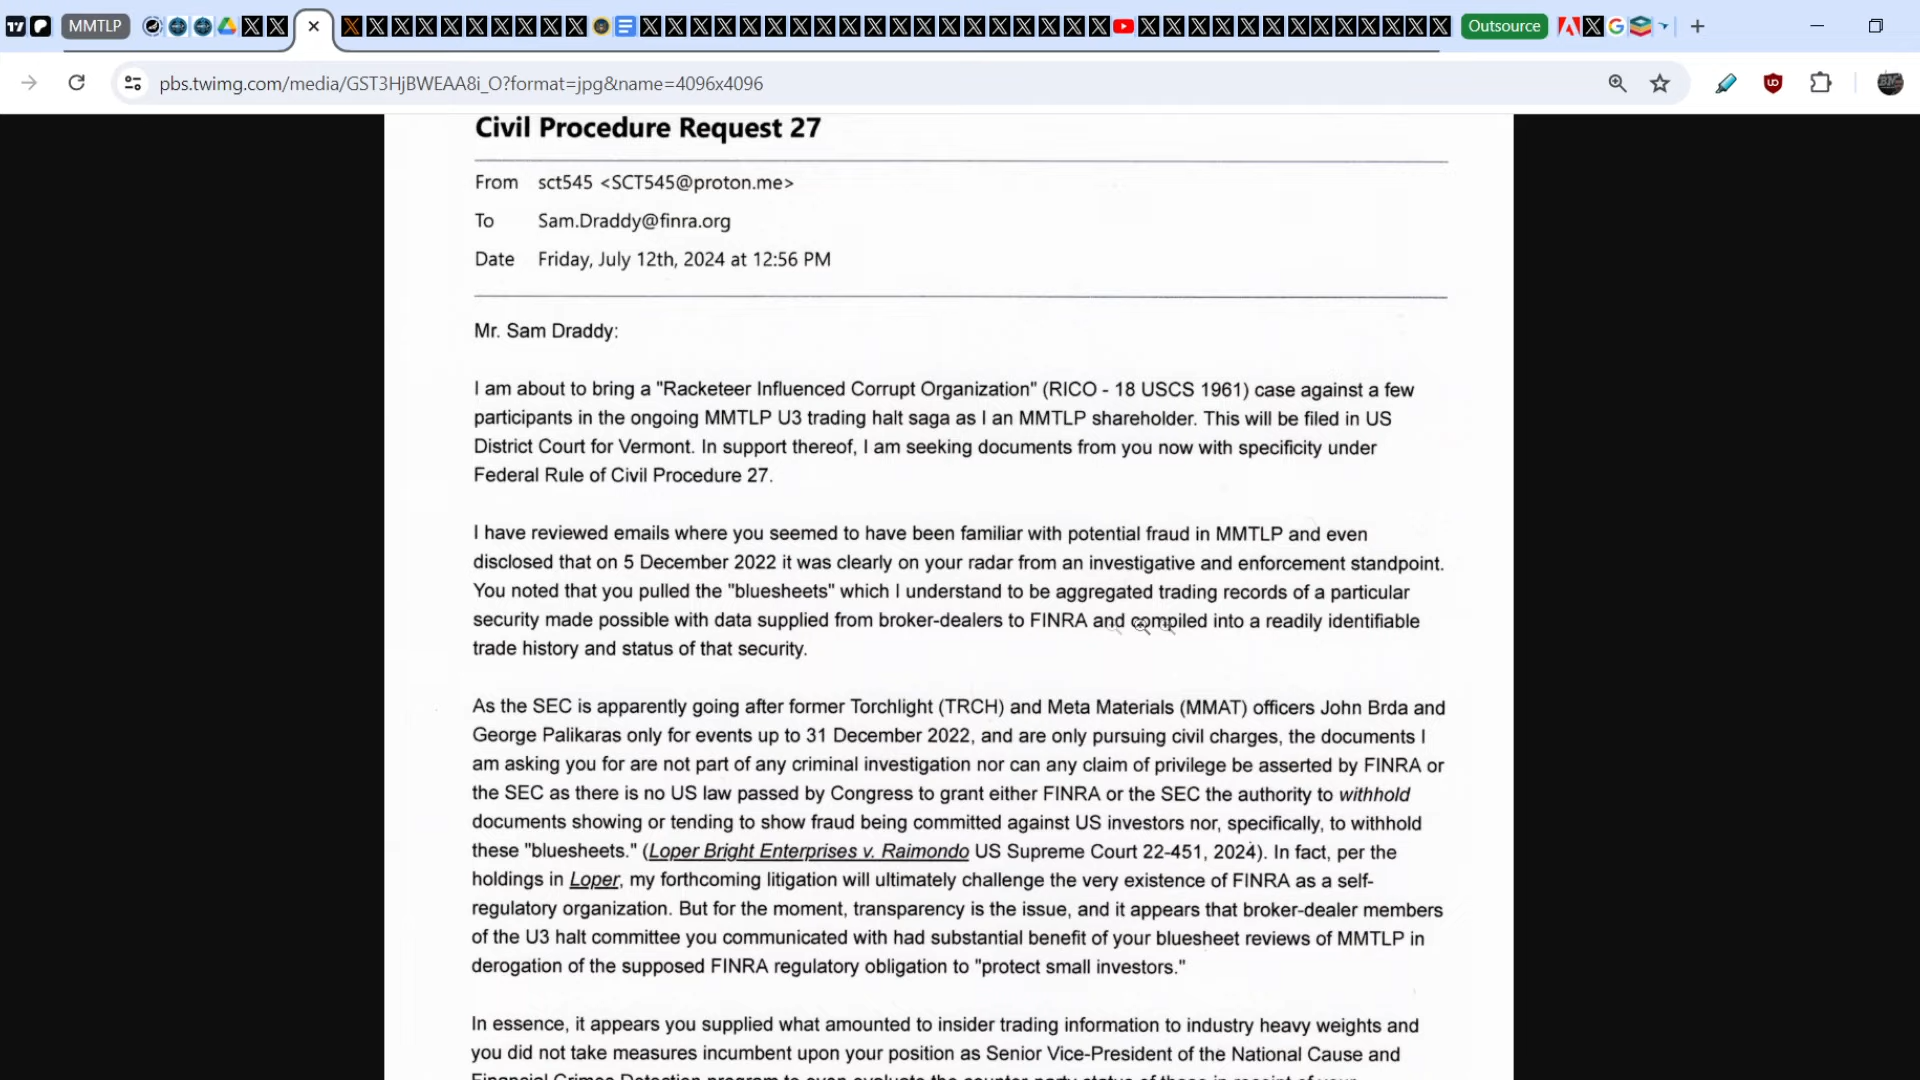 MMTLP
Outsource
pbs.twimg.com/media/GST3HjBWEAA8i_O?format=jpg&name=4096x4096
Civil Procedure Request 27
From sct545 <SCT545@proton.me>
To Sam.Draddy@finra.org
Date Friday, July 12th, 2024 at 12:56 PM
Mr. Sam Draddy:
I am about to bring a "Racketeer Influenced Corrupt Organization" (RICO - 18 USCS 1961) case against a few
participants in the ongoing MMTLP U3 trading halt saga as I an MMTLP shareholder. This will be filed in US
District Court for Vermont. In support thereof, I am seeking documents from you now with specificity under
Federal Rule of Civil Procedure 27.
I have reviewed emails where you seemed to have been familiar with potential fraud in MMTLP and even
disclosed that on 5 December 2022 it was clearly on your radar from an investigative and enforcement standpoint.
You noted that you pulled the "bluesheets" which I understand to be aggregated trading records of a particular
security made possible with data supplied from broker-dealers to FINRA and compiled into a readily identifiable
trade history and status of that security.
As the SEC is apparently going after former Torchlight (TRCH) and Meta Materials (MMAT) officers John Brda and
George Palikaras only for events up to 31 December 2022, and are only pursuing civil charges, the documents I
am asking you for are not part of any criminal investigation nor can any claim of privilege be asserted by FINRA or
the SEC as there is no US law passed by Congress to grant either FINRA or the SEC the authority to withhold
documents showing or tending to show fraud being committed against US investors nor, specifically, to withhold
these "bluesheets." (Loper Bright Enterprises v. Raimondo US Supreme Court 22-451, 2024). In fact, per the
holdings in Loper, my forthcoming litigation will ultimately challenge the very existence of FINRA as a self-
regulatory organization. But for the moment, transparency is the issue, and it appears that broker-dealer members
of the U3 halt committee you communicated with had substantial benefit of your bluesheet reviews of MMTLP in
derogation of the supposed FINRA regulatory obligation to "protect small investors."
In essence, it appears you supplied what amounted to insider trading information to industry heavy weights and
you did not take measures incumbent upon your position as Senior Vice-President of the National Cause and